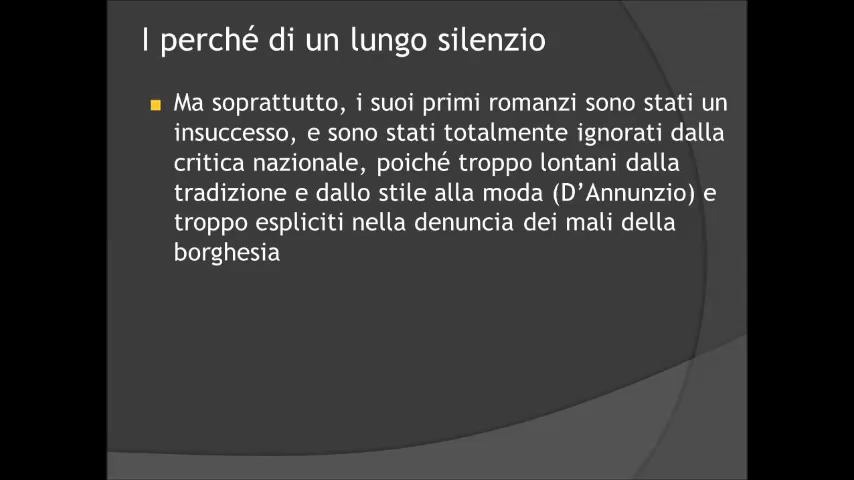 I perché di un lungo silenzio
Ma soprattutto, i suoi primi romanzi sono stati un
insuccesso, e sono stati totalmente ignorati dalla
critica nazionale, poiché troppo lontani dalla
tradizione e dallo stile alla moda (D’Annunzio) e
troppo espliciti nella denuncia dei mali della
borghesia